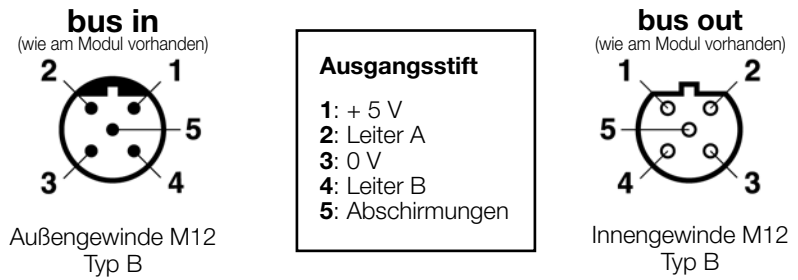 bus in
(wie am Modul vorhanden)
2
1
5
3
4
Außengewinde M12
Typ B
Ausgangsstift
1: + 5 V
2: Leiter A
3: 0 V
4: Leiter B
5: Abschirmungen
bus out
(wie am Modul vorhanden)
1
2
5
4
3
Innengewinde M12
Typ B